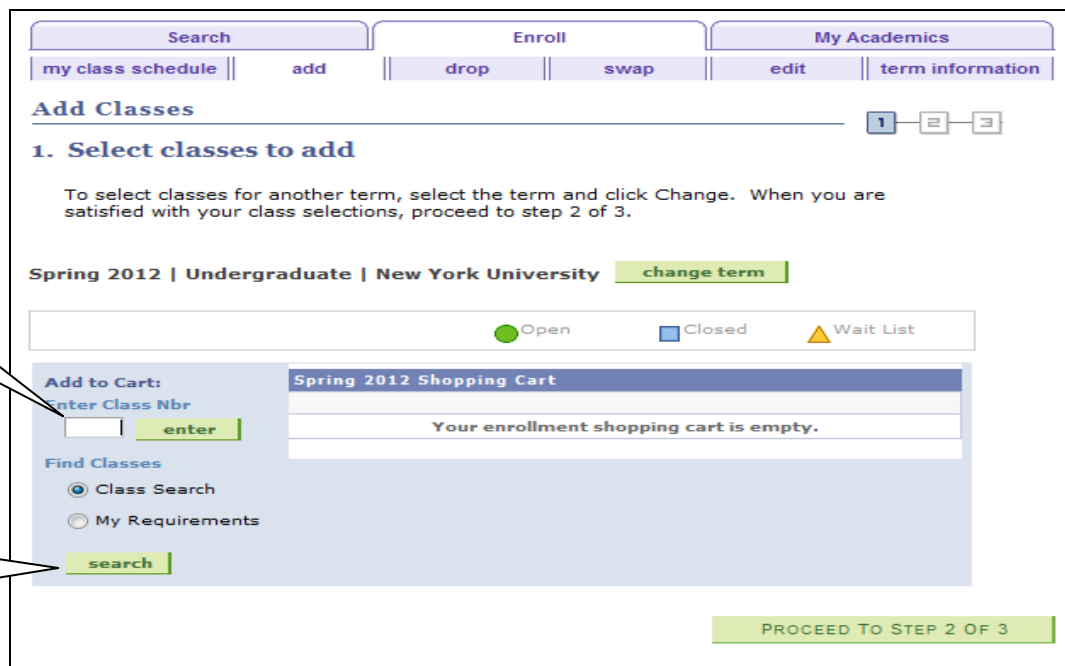 Search Enroll My Academics
my class schedule add drop swap edit term information
Add Classes
1 2 3
1. Select classes to add
To select classes for another term, select the term and click Change. When you are
satisfied with your class selections, proceed to step 2 of 3.
Spring 2012 | Undergraduate | New York University change term
Open Closed Wait List
Add to Cart:
Enter Class Nbr
enter
Spring 2012 Shopping Cart
Your enrollment shopping cart is empty.
Find Classes
Class Search
My Requirements
search
PROCEED TO STEP 2 OF 3